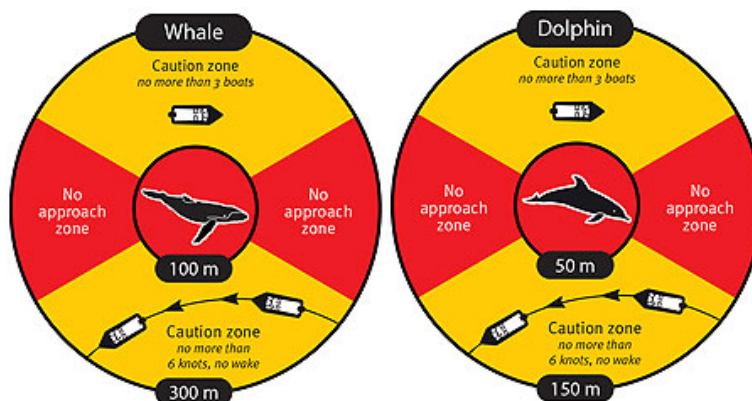 Whale
Caution zone
no more than 3 boats
No
approach
zone
No
approach
zone
100 m
Caution zone
no more than
6 knots, no wake
300 m
Dolphin
Caution zone
no more than 3 boats
No
approach
zone
No
approach
zone
50 m
Caution zone
no more than
6 knots, no wake
150 m